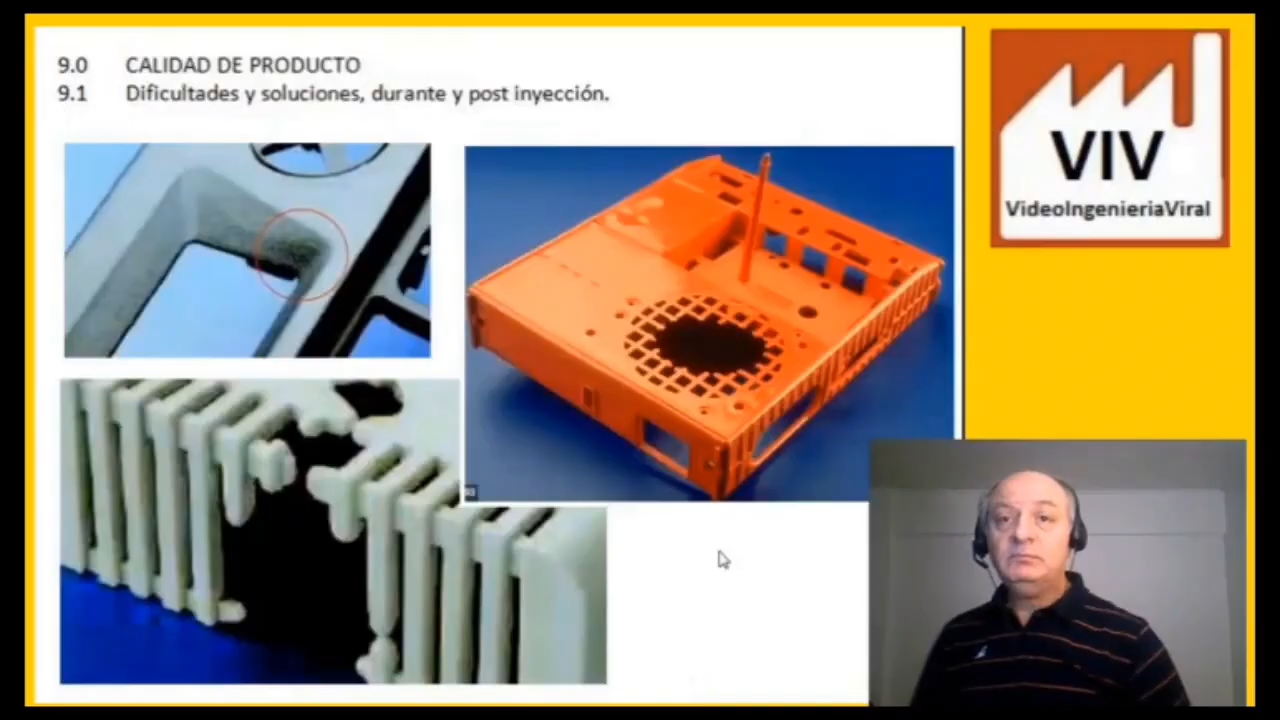 9.0 CALIDAD DE PRODUCTO
9.1 Dificultades y soluciones, durante y post inyección.
VIV
VideoIngenieriaViral